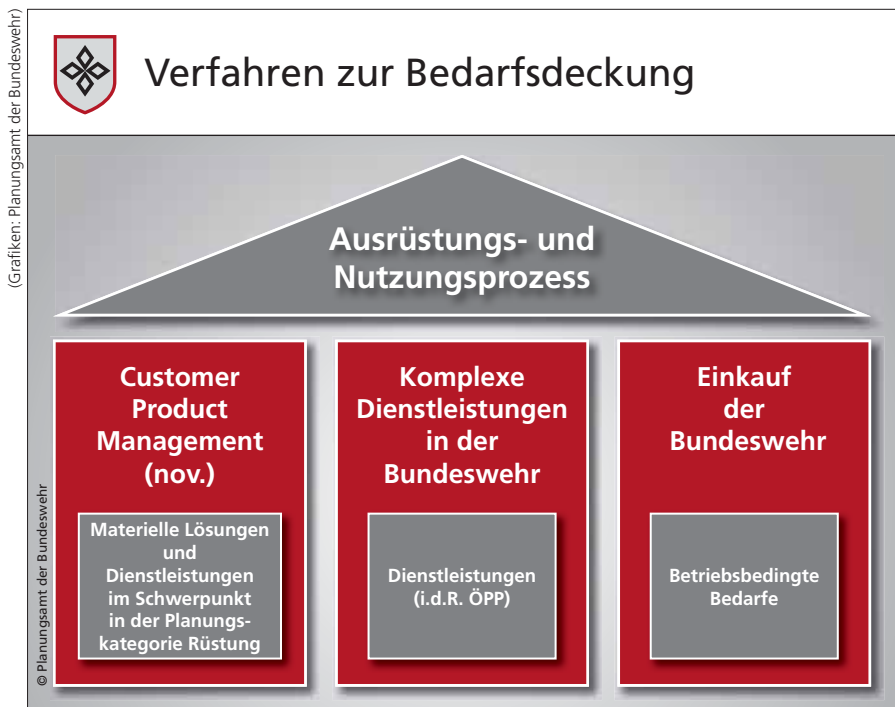 (Grafiken: Planungsamt der Bundeswehr)
Verfahren zur Bedarfsdeckung
Ausrüstungs- und
Nutzungsprozess
Customer
Product
Management
(nov.)
Materielle Lösungen
und
Dienstleistungen
im Schwerpunkt
in der Planungs-
kategorie Rüstung
Komplexe
Dienstleistungen
in der
Bundeswehr
Dienstleistungen
(i.d.R. ÖPP)
Einkauf
der
Bundeswehr
Betriebsbedingte
Bedarfe
© Planungsamt der Bundeswehr